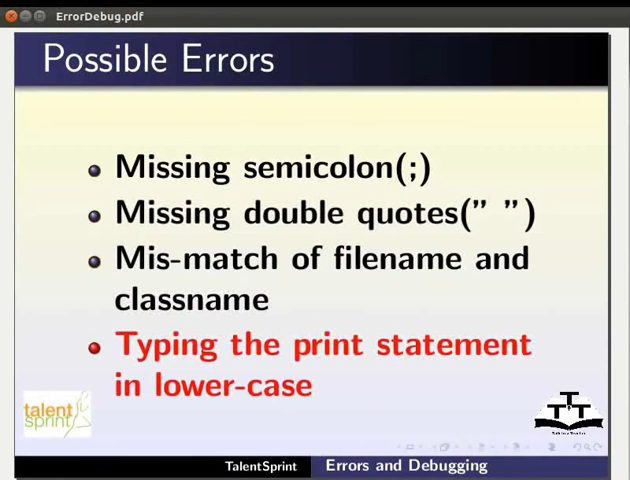 ErrorDebug.pdf
Possible Errors
Missing semicolon(;)
Missing double quotes(” ”)
Mis-match of filename and
classname
Typing the print statement
in lower-case
talent
sprint
TTT
TalentSprint
Errors and Debugging